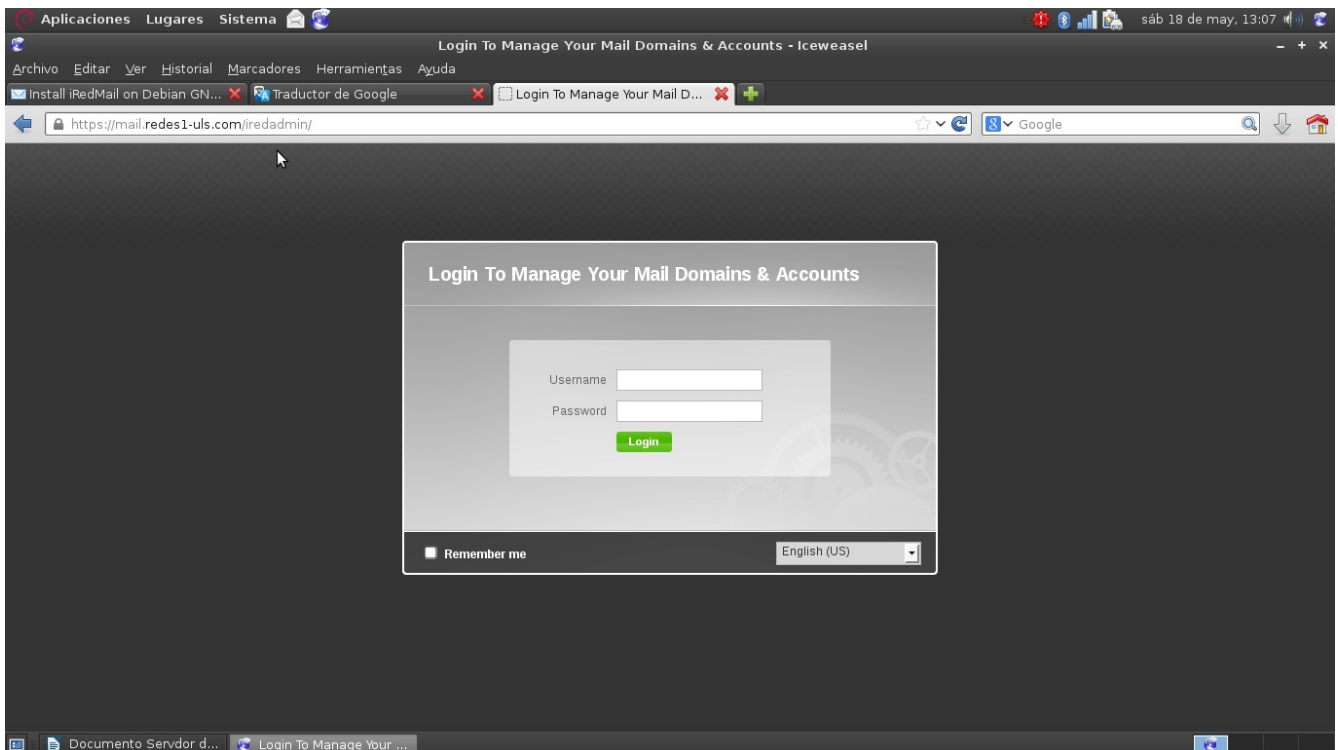 Aplicaciones Lugares Sistema
sáb 18 de may, 13:07
Login To Manage Your Mail Domains & Accounts - Iceweasel
Archivo Editar Ver Historial Marcadores Herramientas Ayuda
Install iRedMail on Debian GN...
Traductor de Google
Login To Manage Your Mail D...
https://mail.redes1-uls.com/iredadmin/
Google
Login To Manage Your Mail Domains & Accounts
Username
Password
Login
Remember me
English (US)
Documento Servdor d...
Login To Manage Your ...